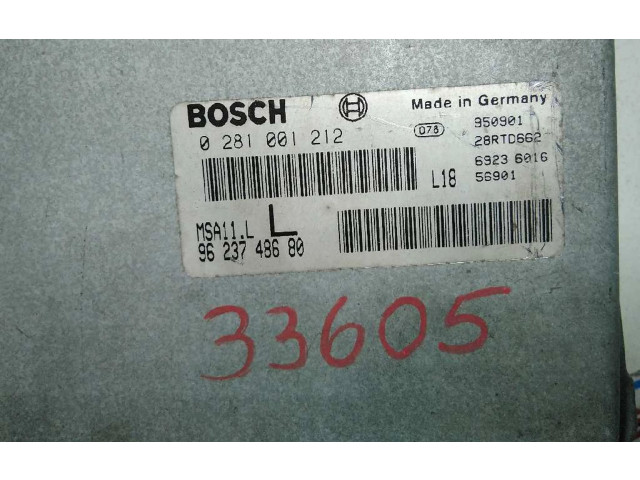 BOSCH
Made in Germany
0 281 001 212
D78
950901
28RTD662
6923 6016
L18
56901
MSA11.L
L
96 237 486 80
33605